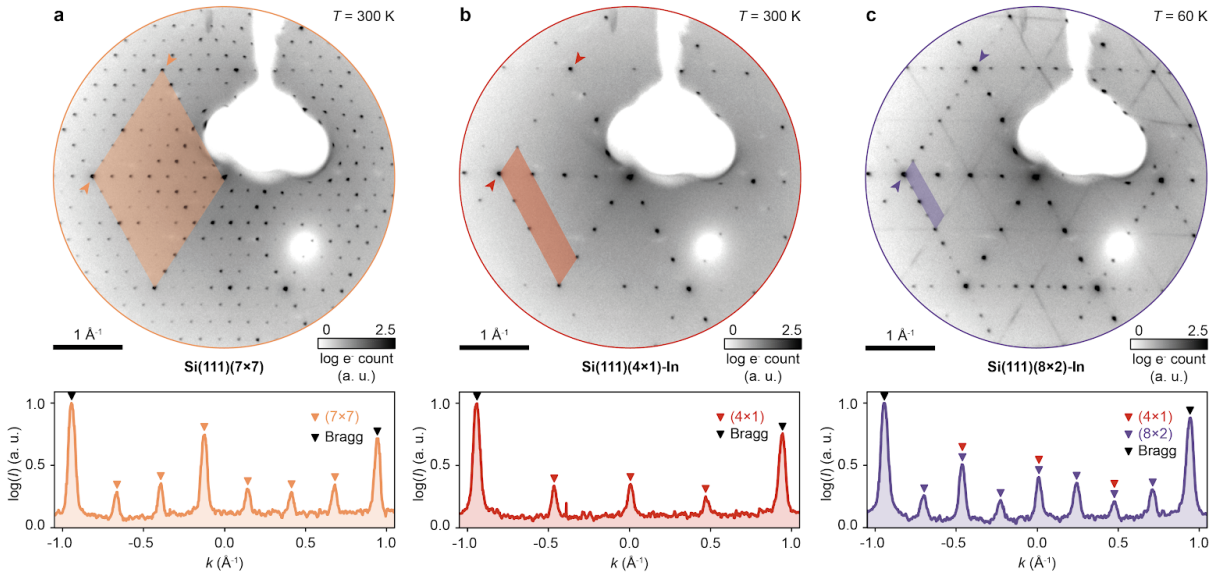 a
T = 300 K
1 Å⁻¹
0 2.5
log e⁻ count
(a. u.)
Si(111)(7×7)
b
T = 300 K
1 Å⁻¹
0 2.5
log e⁻ count
(a. u.)
Si(111)(4×1)-In
c
T = 60 K
1 Å⁻¹
0 2.5
log e⁻ count
(a. u.)
Si(111)(8×2)-In
log(I) (a. u.)
1.0
0.5
0.0
(7×7)
Bragg
-1.0 -0.5 0.0 0.5 1.0
k (Å⁻¹)
log(I) (a. u.)
1.0
0.5
0.0
(4×1)
Bragg
-1.0 -0.5 0.0 0.5 1.0
k (Å⁻¹)
log(I) (a. u.)
1.0
0.5
0.0
(4×1)
(8×2)
Bragg
-1.0 -0.5 0.0 0.5 1.0
k (Å⁻¹)